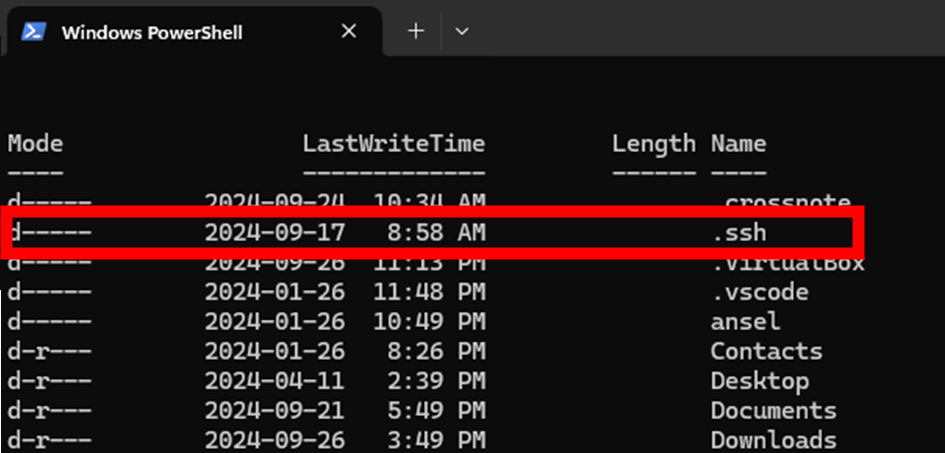 Windows PowerShell
Mode LastWriteTime Length Name
---- ------------- ------ ----
d----- 2024-09-24 10:34 AM .crossnote
d----- 2024-09-17 8:58 AM .ssh
d----- 2024-09-26 11:13 PM .VirtualBox
d----- 2024-01-26 11:48 PM .vscode
d----- 2024-01-26 10:49 PM ansel
d-r--- 2024-01-26 8:26 PM Contacts
d-r--- 2024-04-11 2:39 PM Desktop
d-r--- 2024-09-21 5:49 PM Documents
d-r--- 2024-09-26 3:49 PM Downloads